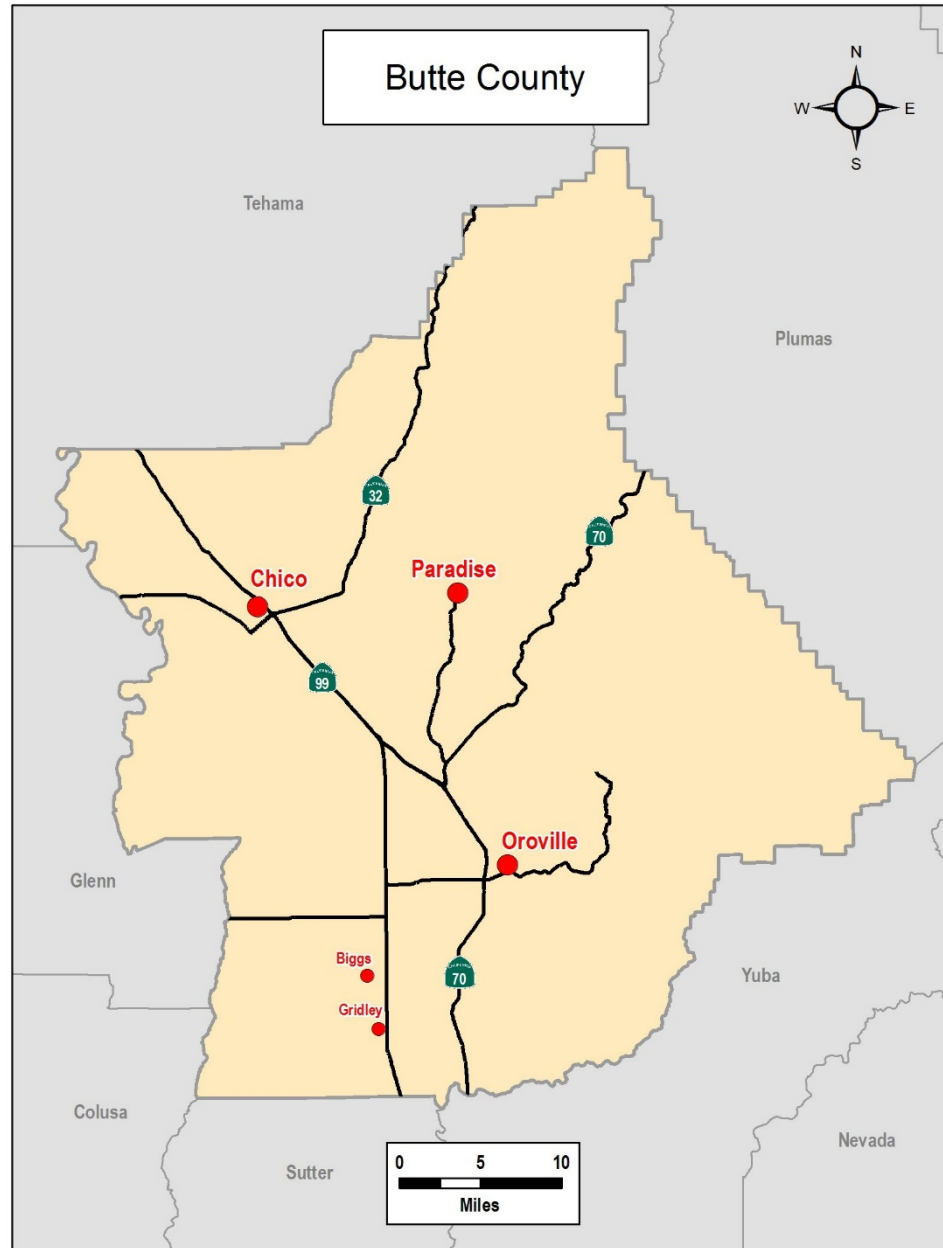 Butte County
N
W
E
S
Tehama
Plumas
32
70
Chico
Paradise
99
Oroville
Glenn
Biggs
70
Yuba
Gridley
Colusa
Nevada
Sutter
0
5
10
Miles